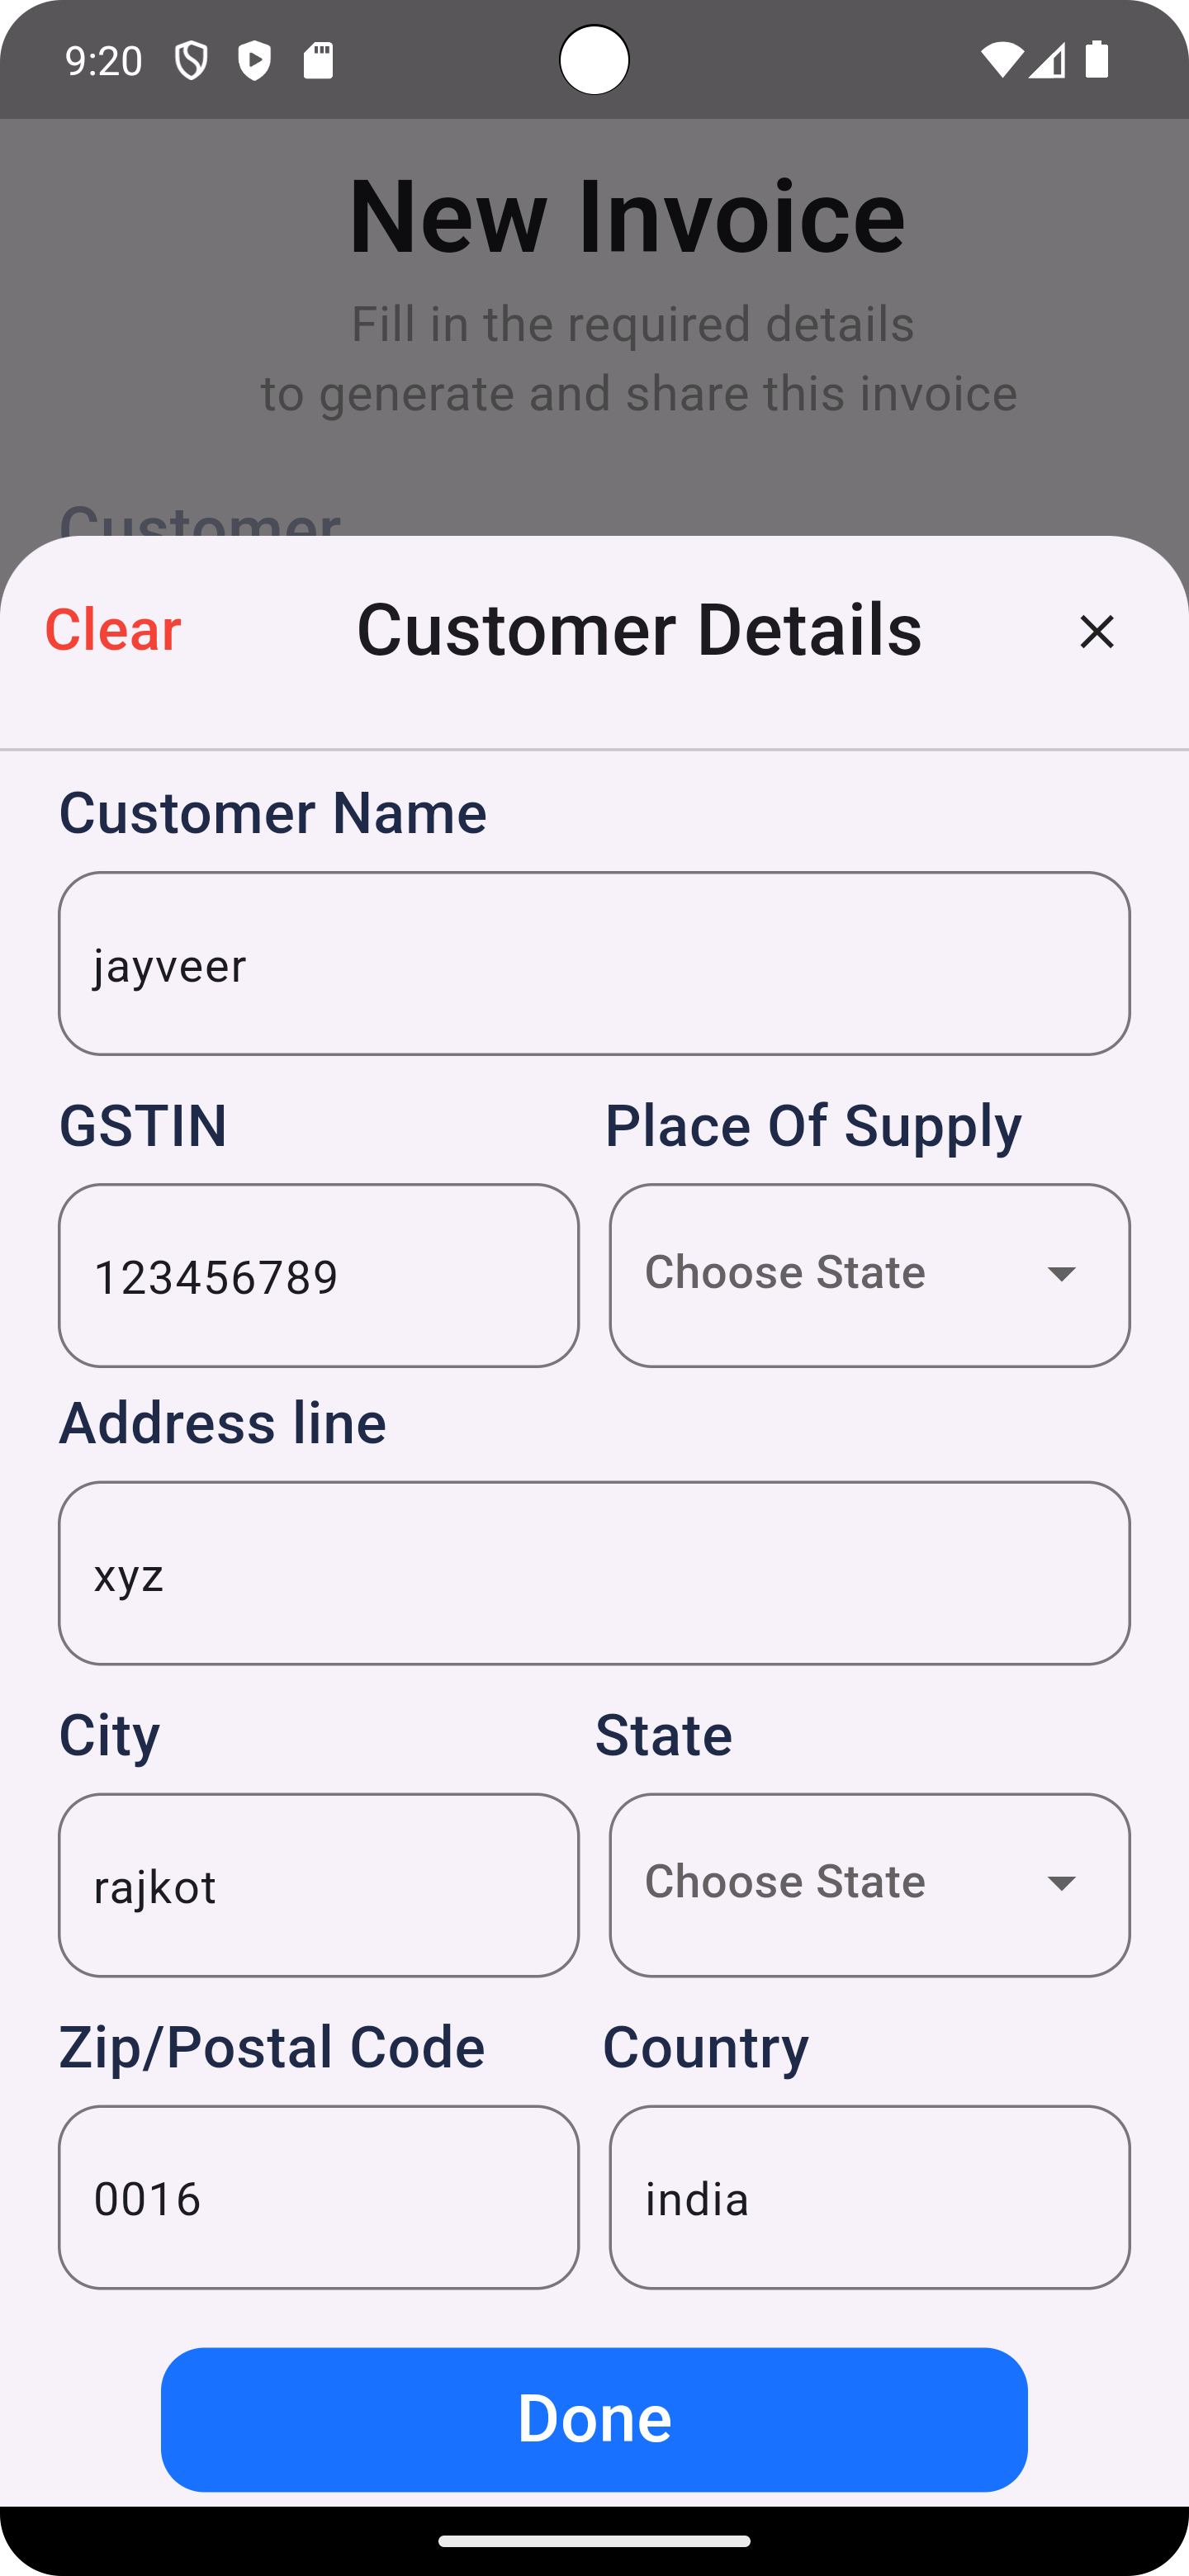 9:20
New Invoice
Fill in the required details
to generate and share this invoice
Customer
Clear Customer Details
Customer Name
jayveer
GSTIN Place Of Supply
123456789 Choose State
Address line
xyz
City State
rajkot Choose State
Zip/Postal Code Country
0016 india
Done